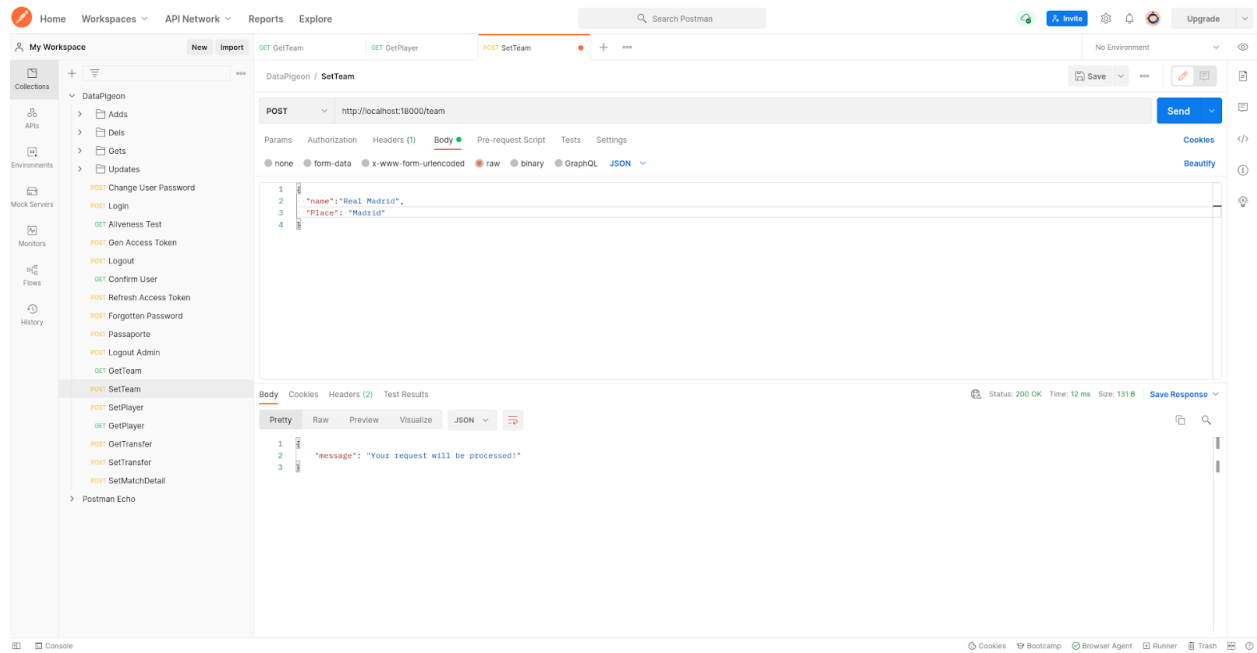 Home Workspaces API Network Reports Explore Search Postman Invite Upgrade
My Workspace New Import GET GetTeam GET GetPlayer POST SetTeam No Environment
Collections
APIs
Environments
Mock Servers
Monitors
Flows
History
DataPigeon
Adds
Dels
Gets
Updates
POST Change User Password
POST Login
GET Aliveness Test
POST Gen Access Token
POST Logout
GET Confirm User
POST Refresh Access Token
POST Forgotten Password
POST Passaporte
POST Logout Admin
GET GetTeam
POST SetTeam
POST SetPlayer
GET GetPlayer
POST GetTransfer
POST SetTransfer
POST SetMatchDetail
Postman Echo
DataPigeon / SetTeam Save
POST http://localhost:18000/team Send
Params Authorization Headers (1) Body Pre-request Script Tests Settings Cookies
none form-data x-www-form-urlencoded raw binary GraphQL JSON Beautify
1 {
2 "name":"Real Madrid",
3 "Place": "Madrid"
4 }
Body Cookies Headers (2) Test Results Status: 200 OK Time: 12 ms Size: 131 B Save Response
Pretty Raw Preview Visualize JSON
1 {
2 "message": "Your request will be processed!"
3 }
Console Cookies Bootcamp Browser Agent Runner Trash